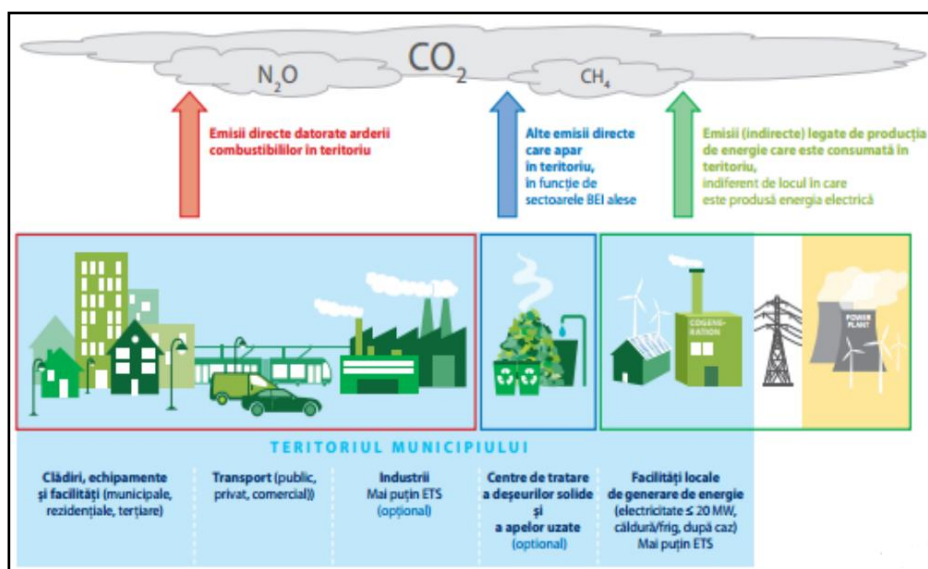 CO2
N2O
CH4
Emisii directe datorate arderii
combustibililor în teritoriu
Alte emisii directe
care apar
în teritoriu,
în funcție de
sectoarele BEI alese
Emisii (indirecte) legate de producția
de energie care este consumată în
teritoriu,
indiferent de locul în care
este produsă energia electrică
COGENE-
RATION
POWER
PLANT
TERITORIUL MUNICIPIULUI
Clădiri, echipamente
și facilități (municipale,
rezidențiale, terțiare)
Transport (public,
privat, comercial))
Industrii
Mai puțin ETS
(opțional)
Centre de tratare
a deșeurilor solide
și
a apelor uzate
(optional)
Facilități locale
de generare de energie
(electricitate ≤ 20 MW,
căldură/frig, după caz)
Mai puțin ETS